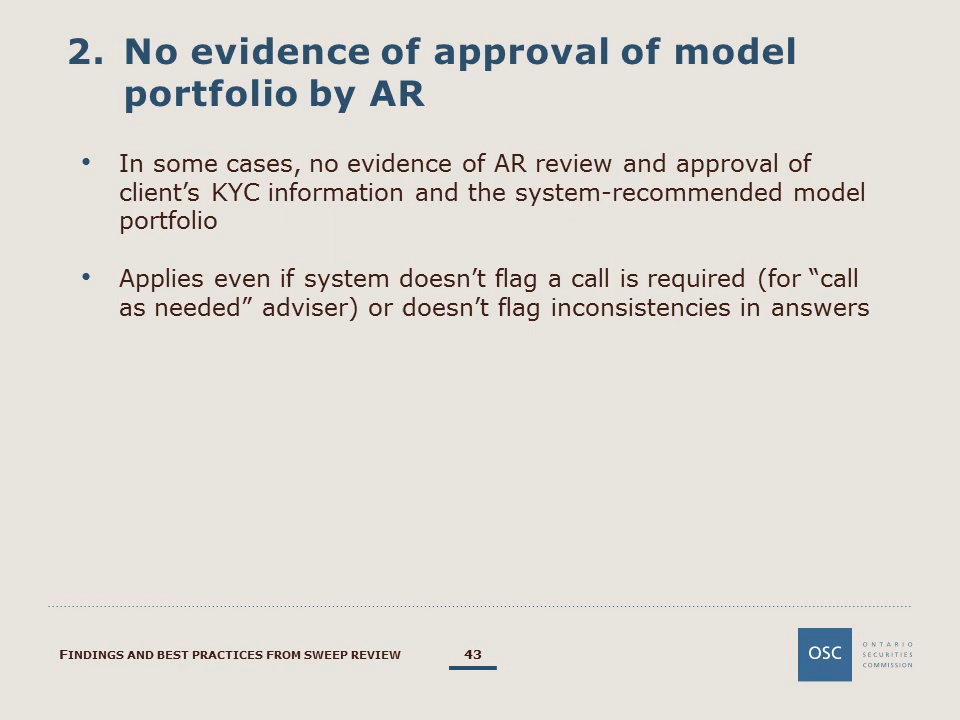 2. No evidence of approval of model
portfolio by AR
• In some cases, no evidence of AR review and approval of
client’s KYC information and the system-recommended model
portfolio
• Applies even if system doesn’t flag a call is required (for “call
as needed” adviser) or doesn’t flag inconsistencies in answers
FINDINGS AND BEST PRACTICES FROM SWEEP REVIEW 43
OSC
ONTARIO
SECURITIES
COMMISSION